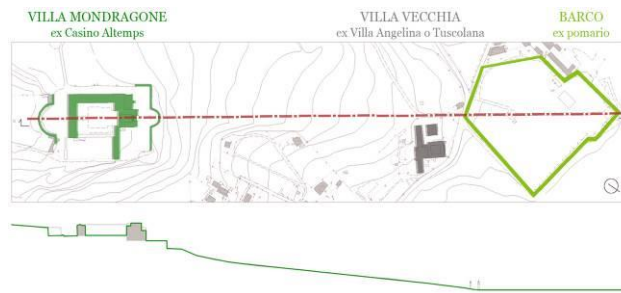 VILLA MONDRAGONE
ex Casino Altemps
VILLA VECCHIA
ex Villa Angelina o Tuscolana
BARCO
ex pomario